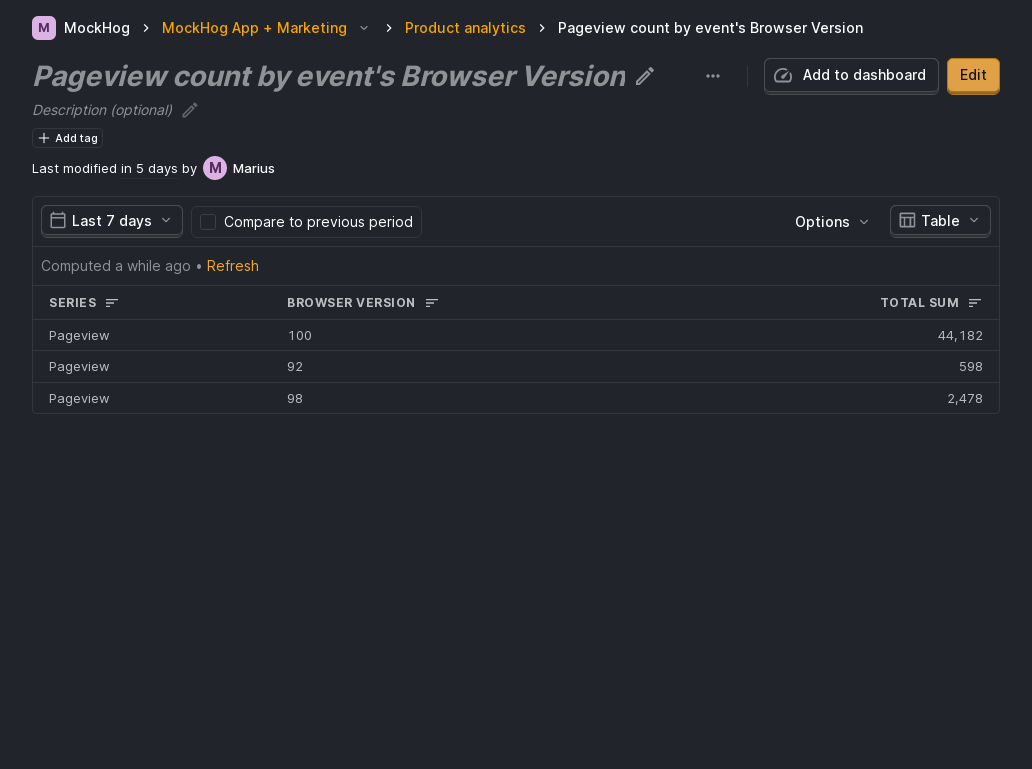 M MockHog > MockHog App + Marketing > Product analytics > Pageview count by event's Browser Version
Pageview count by event's Browser Version
Add to dashboard
Edit
Description (optional)
Add tag
Last modified in 5 days by M Marius
Last 7 days
Compare to previous period
Options
Table
Computed a while ago • Refresh
SERIES BROWSER VERSION TOTAL SUM
Pageview 100 44,182
Pageview 92 598
Pageview 98 2,478